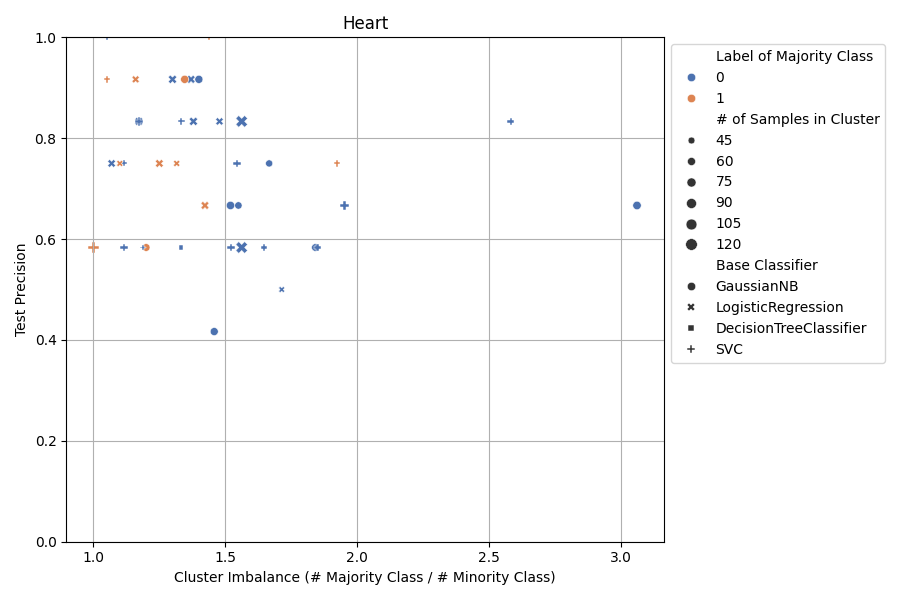 Heart
1.0
0.8
0.6
0.4
0.2
0.0
Test Precision
1.0
1.5
2.0
2.5
3.0
Cluster Imbalance (# Majority Class / # Minority Class)
Label of Majority Class
0
1
# of Samples in Cluster
45
60
75
90
105
120
Base Classifier
GaussianNB
LogisticRegression
DecisionTreeClassifier
SVC